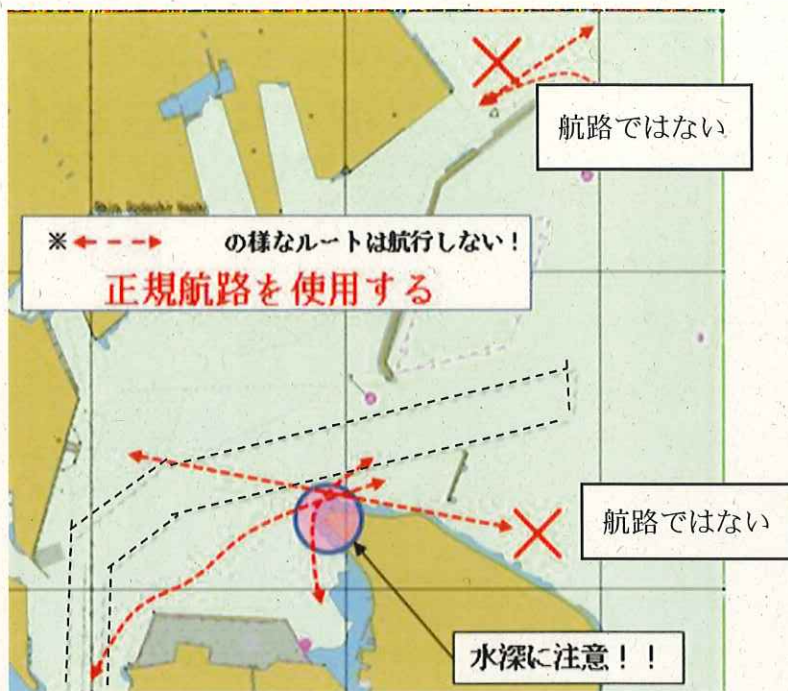 航路ではない
※ の様なルートは航行しない！
正規航路を使用する
航路ではない
水深に注意！！